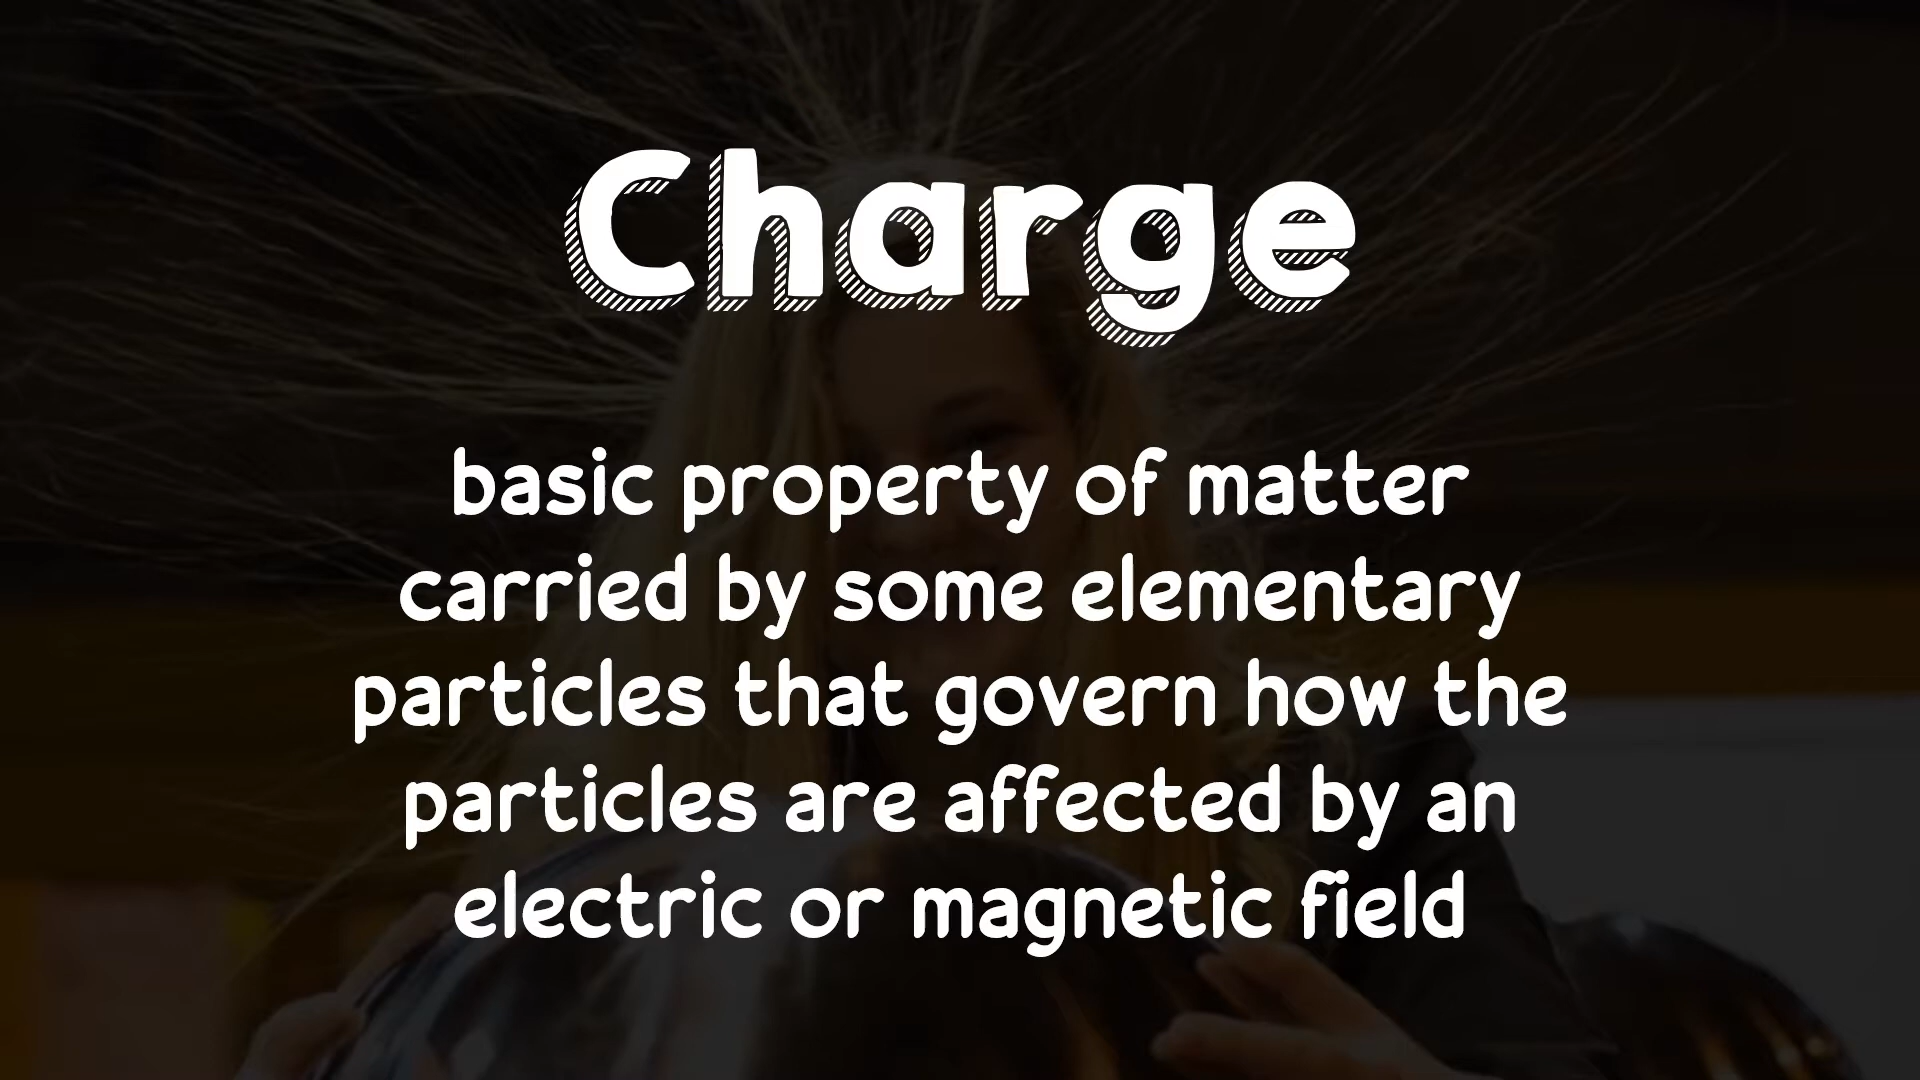 Charge
basic property of matter
carried by some elementary
particles that govern how the
particles are affected by an
electric or magnetic field